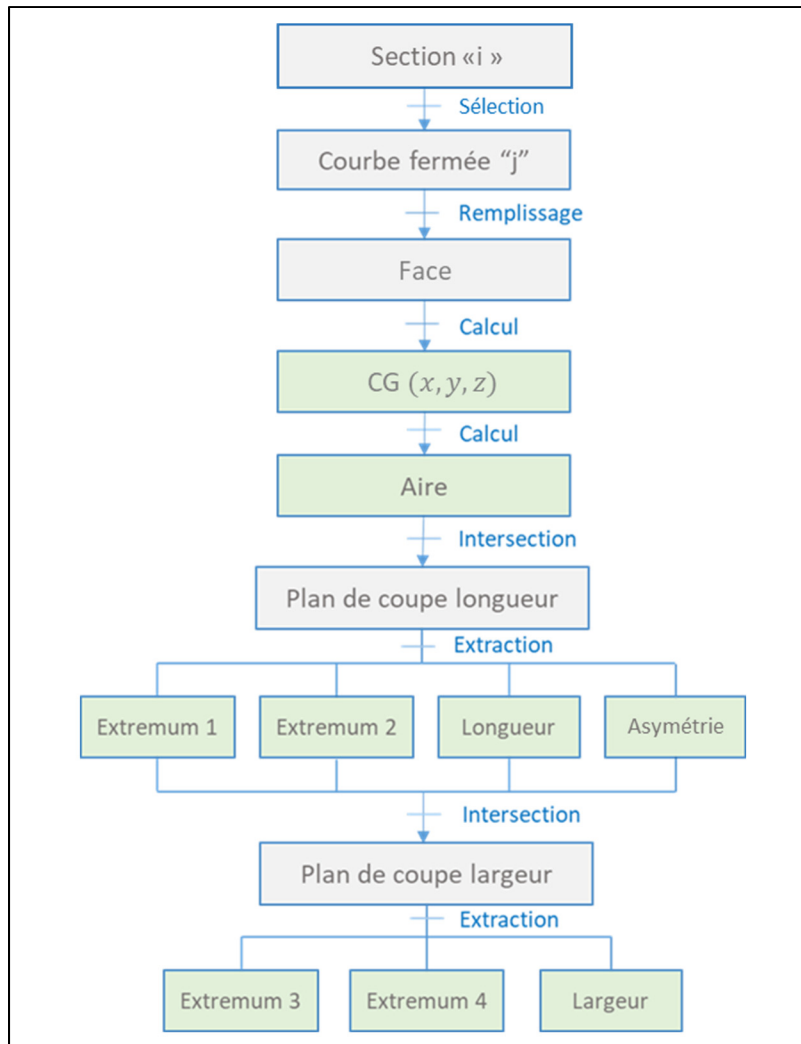 Section «i »
Sélection
Courbe fermée “j”
Remplissage
Face
Calcul
CG (x, y, z)
Calcul
Aire
Intersection
Plan de coupe longueur
Extraction
Extremum 1
Extremum 2
Longueur
Asymétrie
Intersection
Plan de coupe largeur
Extraction
Extremum 3
Extremum 4
Largeur